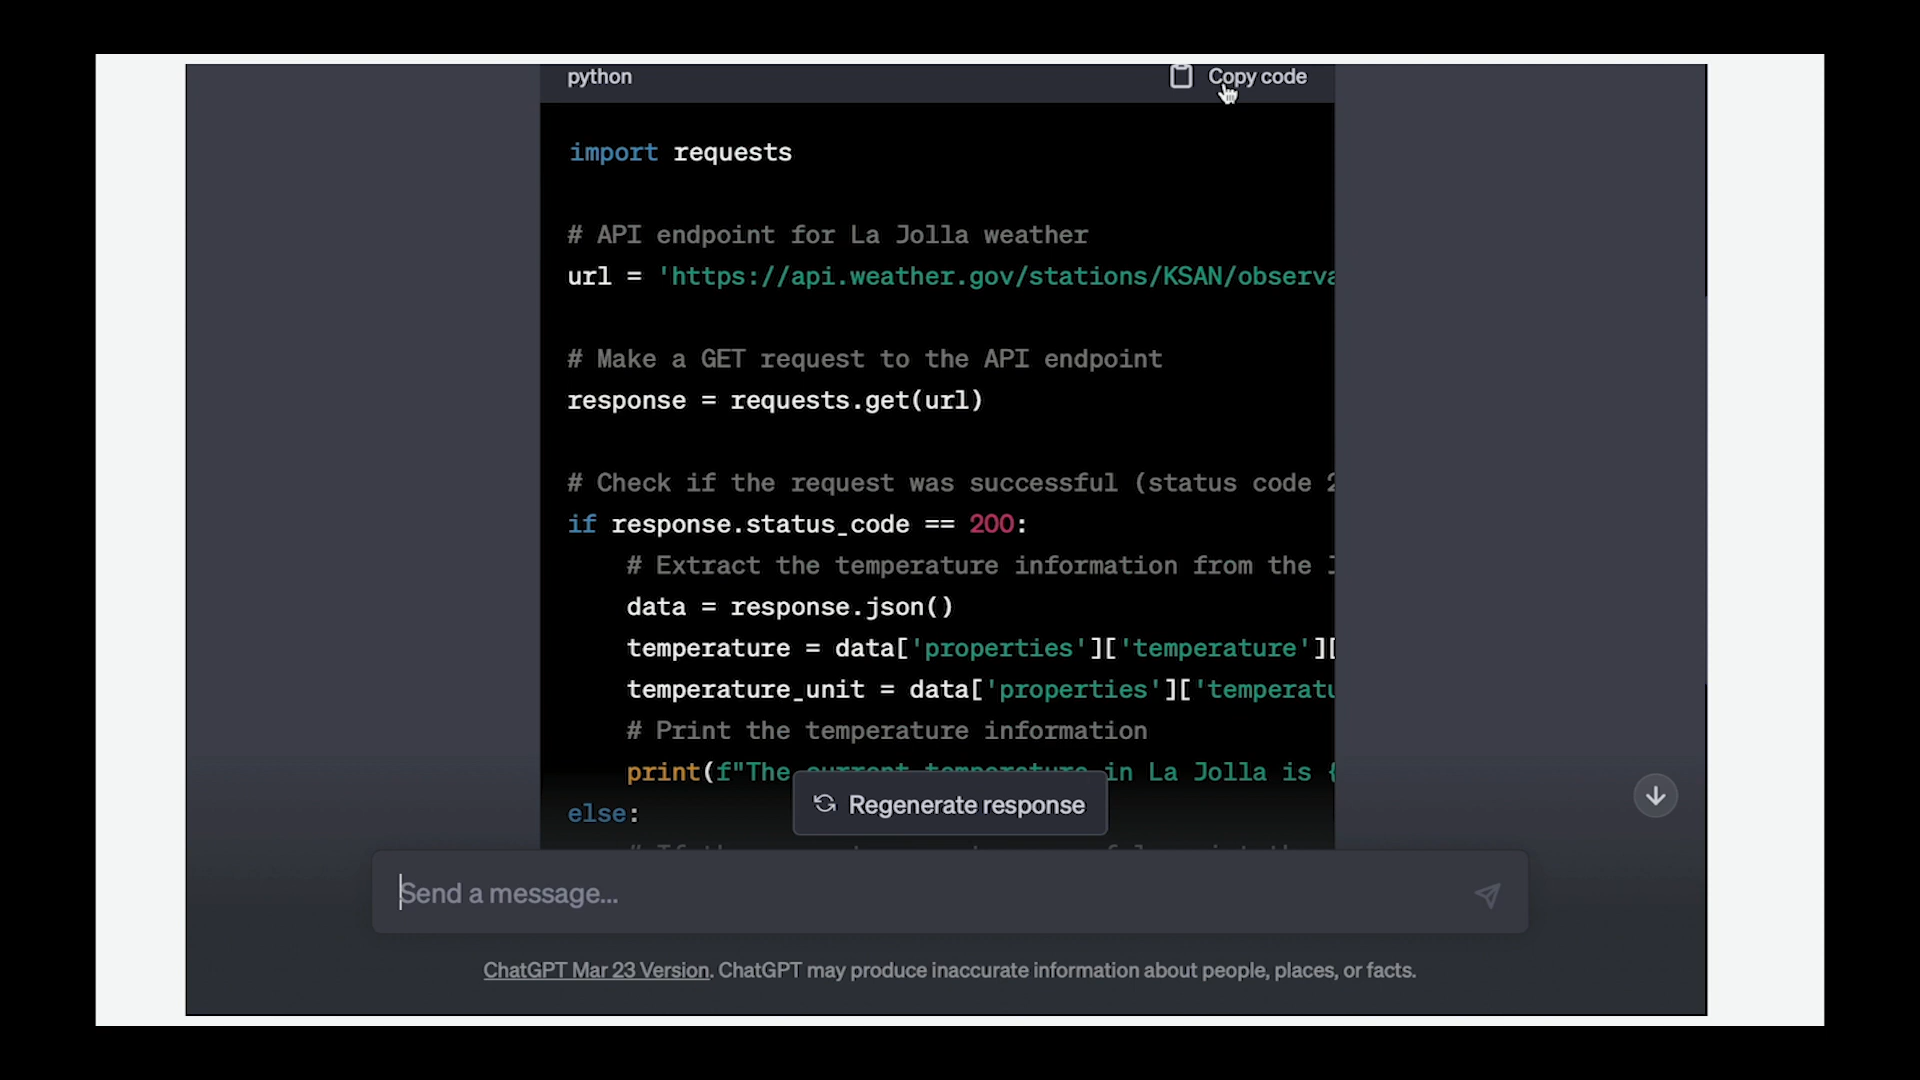 python
Copy code
import requests
# API endpoint for La Jolla weather
url = 'https://api.weather.gov/stations/KSAN/observa
# Make a GET request to the API endpoint
response = requests.get(url)
# Check if the request was successful (status code 2
if response.status_code == 200:
# Extract the temperature information from the J
data = response.json()
temperature = data['properties']['temperature'][
temperature_unit = data['properties']['temperatu
# Print the temperature information
print(f"The current temperature in La Jolla is {
else:
Regenerate response
Send a message...
ChatGPT Mar 23 Version. ChatGPT may produce inaccurate information about people, places, or facts.